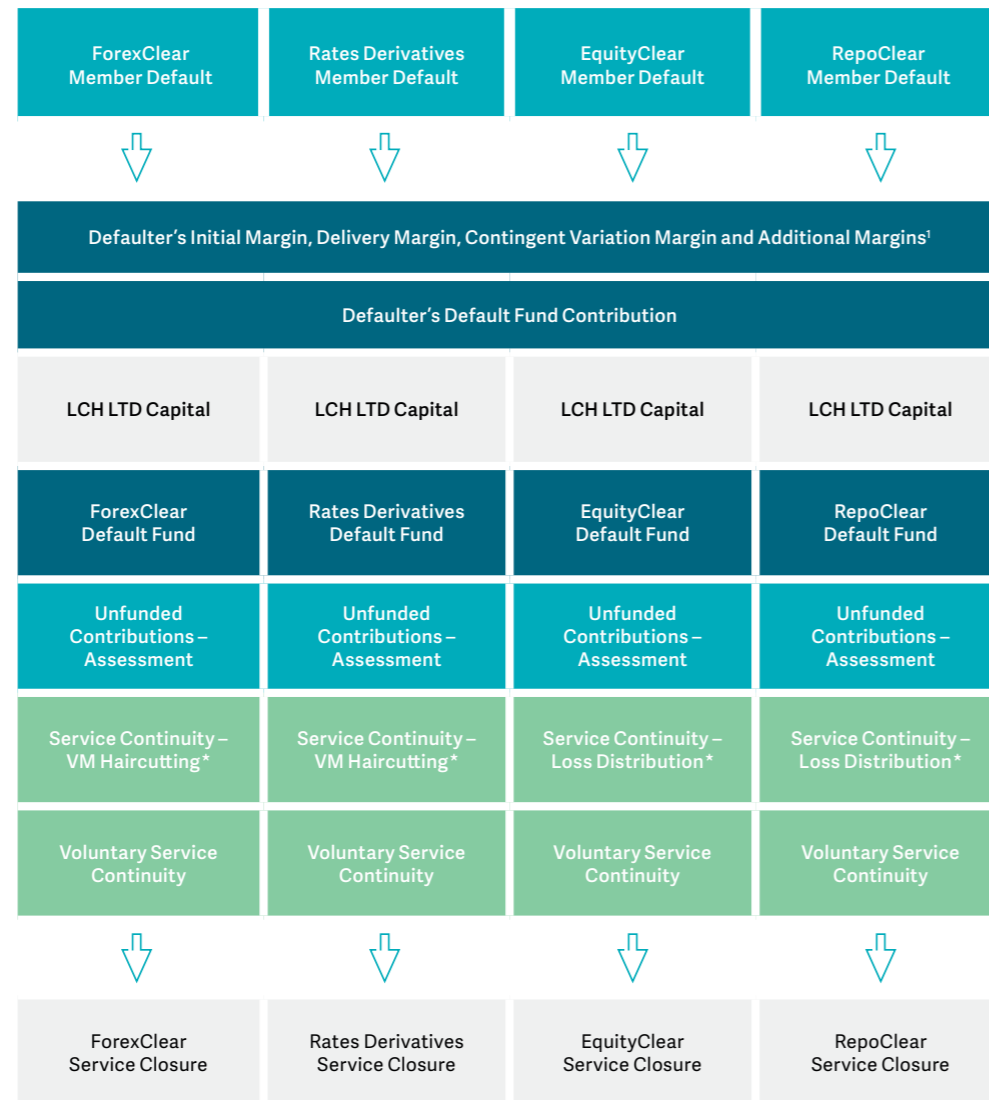 ForexClear
Member Default
Rates Derivatives
Member Default
EquityClear
Member Default
RepoClear
Member Default
Defaulter’s Initial Margin, Delivery Margin, Contingent Variation Margin and Additional Margins¹
Defaulter’s Default Fund Contribution
LCH LTD Capital
LCH LTD Capital
LCH LTD Capital
LCH LTD Capital
ForexClear
Default Fund
Rates Derivatives
Default Fund
EquityClear
Default Fund
RepoClear
Default Fund
Unfunded
Contributions –
Assessment
Unfunded
Contributions –
Assessment
Unfunded
Contributions –
Assessment
Unfunded
Contributions –
Assessment
Service Continuity –
VM Haircutting*
Service Continuity –
VM Haircutting*
Service Continuity –
Loss Distribution*
Service Continuity –
Loss Distribution*
Voluntary Service
Continuity
Voluntary Service
Continuity
Voluntary Service
Continuity
Voluntary Service
Continuity
ForexClear
Service Closure
Rates Derivatives
Service Closure
EquityClear
Service Closure
RepoClear
Service Closure